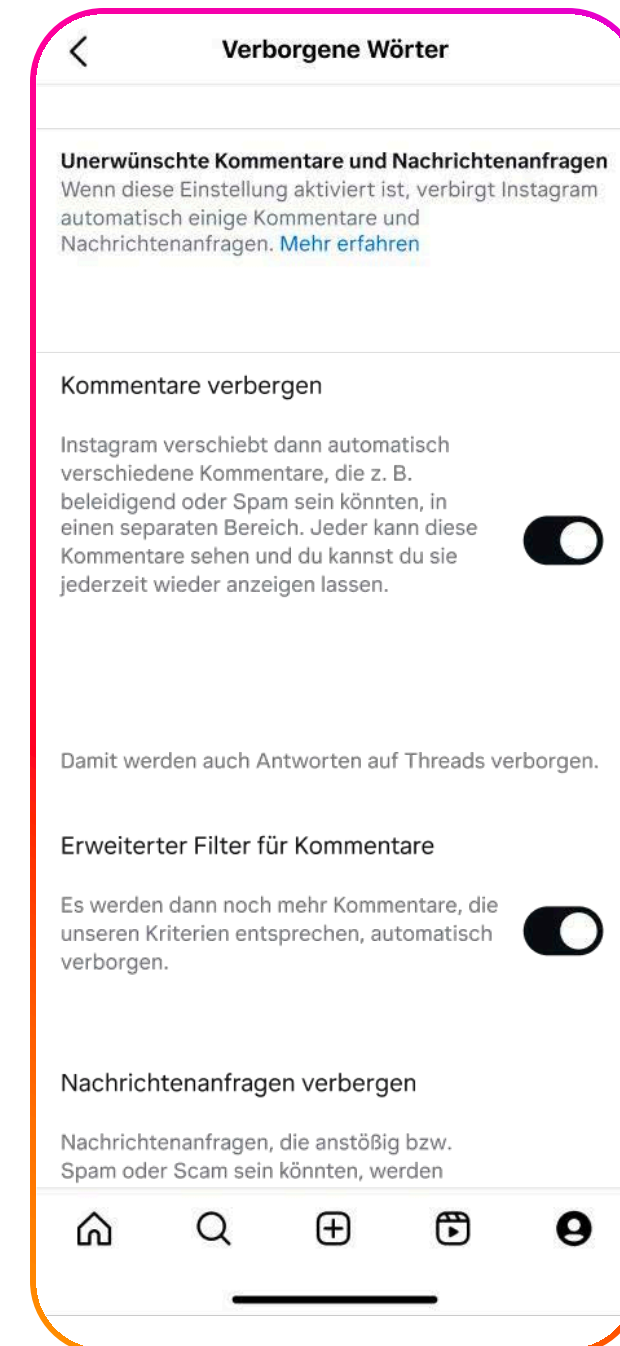 Verborgene Wörter
Unerwünschte Kommentare und Nachrichtenanfragen
Wenn diese Einstellung aktiviert ist, verbirgt Instagram
automatisch einige Kommentare und
Nachrichtenanfragen. Mehr erfahren
Kommentare verbergen
Instagram verschiebt dann automatisch
verschiedene Kommentare, die z. B.
beleidigend oder Spam sein könnten, in
einen separaten Bereich. Jeder kann diese
Kommentare sehen und du kannst du sie
jederzeit wieder anzeigen lassen.
Damit werden auch Antworten auf Threads verborgen.
Erweiterter Filter für Kommentare
Es werden dann noch mehr Kommentare, die
unseren Kriterien entsprechen, automatisch
verborgen.
Nachrichtenanfragen verbergen
Nachrichtenanfragen, die anstößig bzw.
Spam oder Scam sein könnten, werden